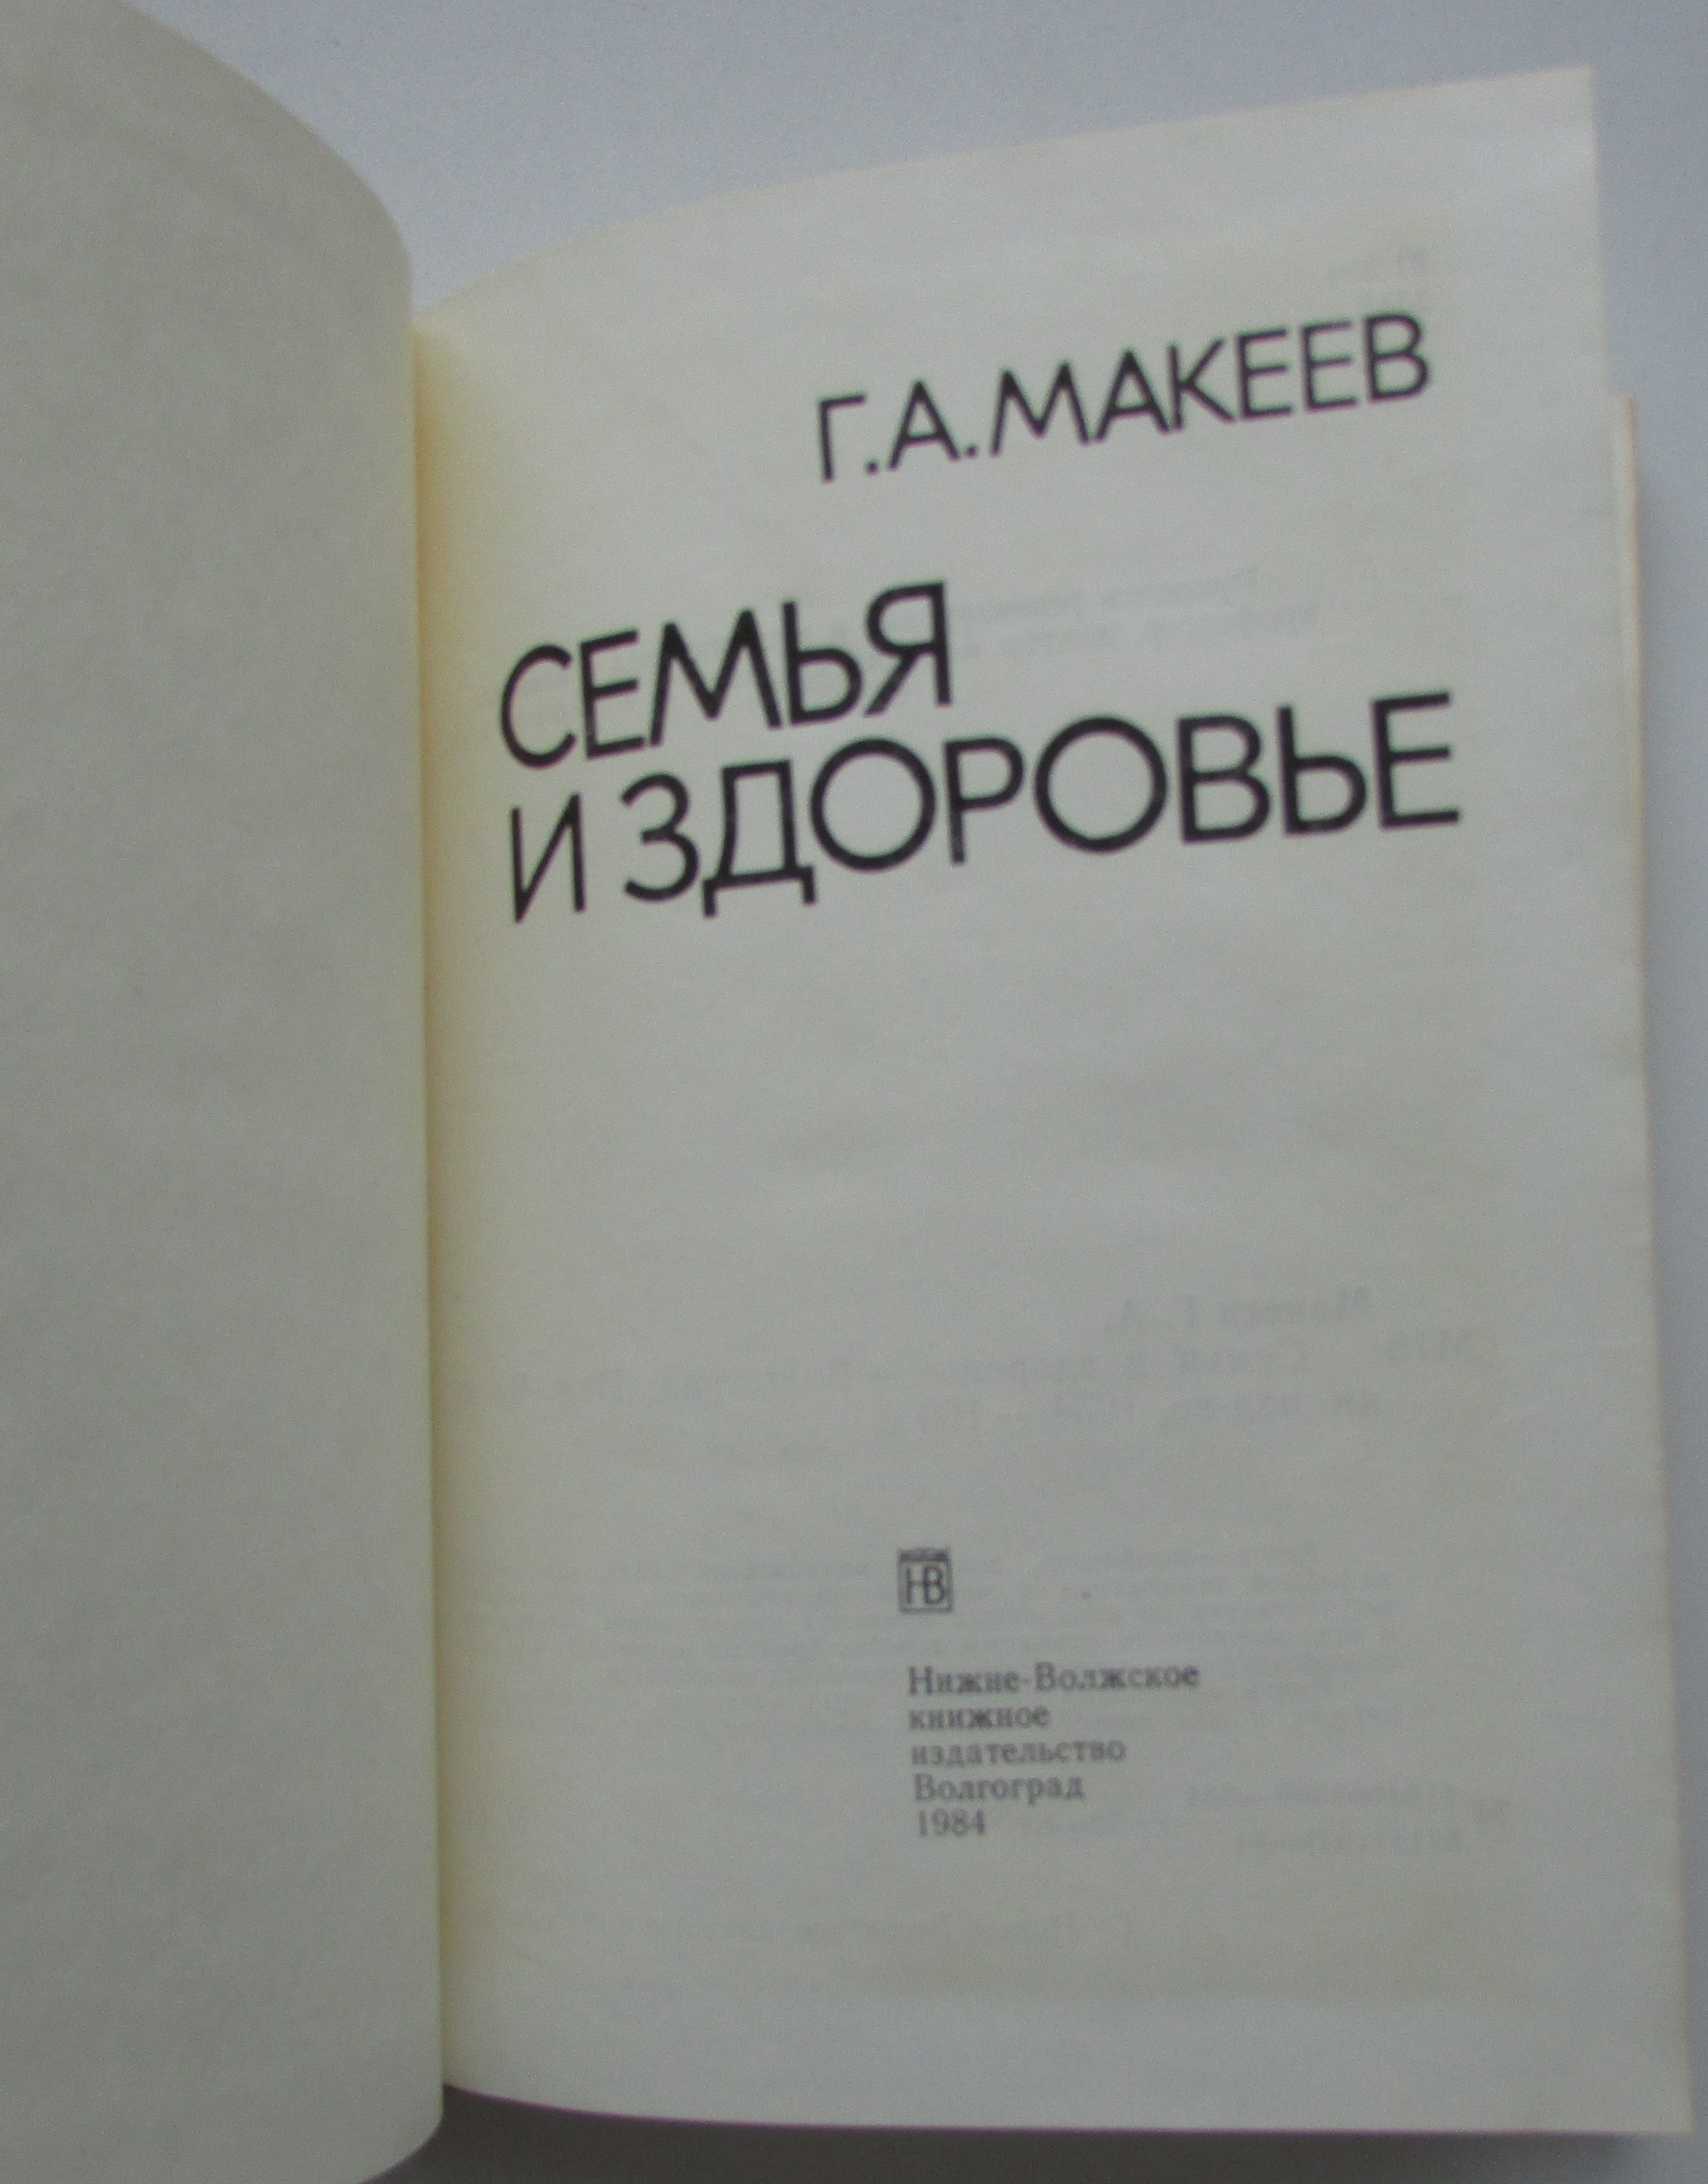 Г.А.МАКЕЕВ
СЕМЬЯ
И ЗДОРОВЬЕ
НВ
Нижне-Волжское
книжное
издательство
Волгоград
1984